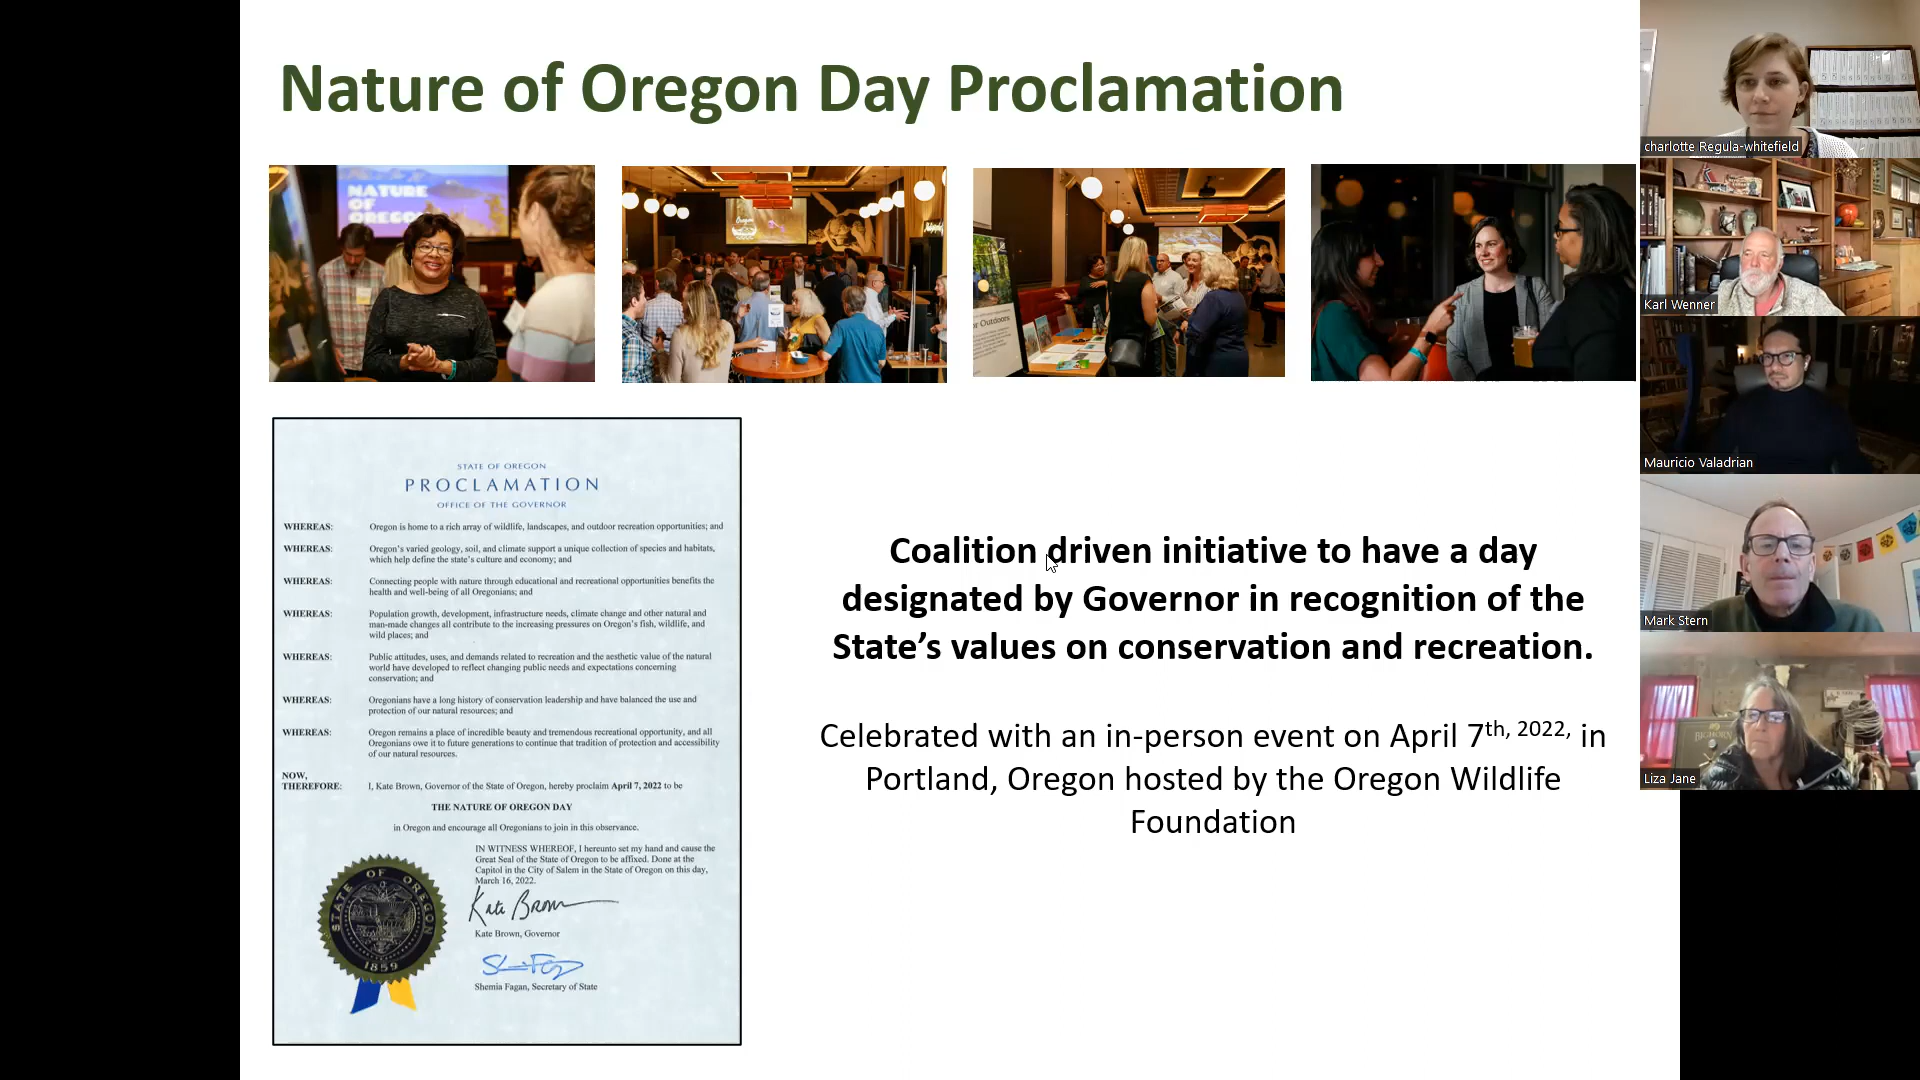 Nature of Oregon Day Proclamation
NATURE
OF
OREGO
STATE OF OREGON
PROCLAMATION
OFFICE OF THE GOVERNOR
WHEREAS: Oregon is home to a rich array of wildlife, landscapes, and outdoor recreation opportunities; and
WHEREAS: Oregon's varied geology, soil, and climate support a unique collection of species and habitats,
which help define the state's culture and economy; and
WHEREAS: Connecting people with nature through educational and recreational opportunities benefits the
health and well-being of all Oregonians; and
WHEREAS: Population growth, development, infrastructure needs, climate change and other natural and
man-made changes all contribute to the increasing pressures on Oregon's fish, wildlife, and
wild places; and
WHEREAS: Public attitudes, uses, and demands related to recreation and the aesthetic value of the natural
world have developed to reflect changing public needs and expectations concerning
conservation; and
WHEREAS: Oregonians have a long history of conservation leadership and have balanced the use and
protection of our natural resources; and
WHEREAS: Oregon remains a place of incredible beauty and tremendous recreational opportunity, and all
Oregonians owe it to future generations to continue that tradition of protection and accessibility
of our natural resources.
NOW,
THEREFORE: I, Kate Brown, Governor of the State of Oregon, hereby proclaim April 7, 2022 to be
THE NATURE OF OREGON DAY
in Oregon and encourage all Oregonians to join in this observance.
IN WITNESS WHEREOF, I hereunto set my hand and cause the
Great Seal of the State of Oregon to be affixed. Done at the
Capitol in the City of Salem in the State of Oregon on this day,
March 16, 2022.
Kate Brown
Kate Brown, Governor
Shemia Fagan, Secretary of State
STATE OF OREGON
1859
Coalition driven initiative to have a day
designated by Governor in recognition of the
State's values on conservation and recreation.
Celebrated with an in-person event on April 7th, 2022, in
Portland, Oregon hosted by the Oregon Wildlife
Foundation
charlotte Regula-whitefield
Karl Wenner
Mauricio Valadrian
Mark Stern
BIGHORN
Liza Jane